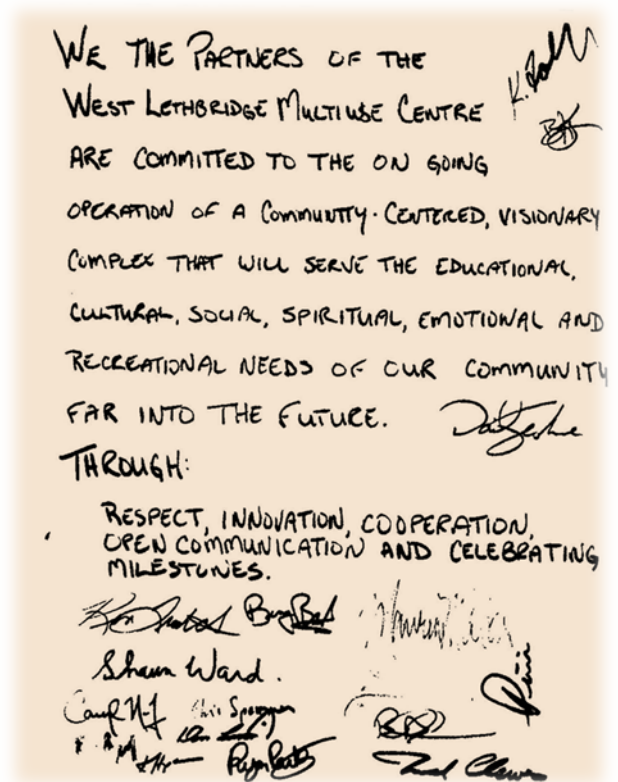 WE THE PARTNERS OF THE
WEST LETHBRIDGE MULTIUSE CENTRE
ARE COMMITTED TO THE ON GOING
OPERATION OF A COMMUNITY·CENTERED, VISIONARY
COMPLEX THAT WILL SERVE THE EDUCATIONAL,
CULTURAL, SOCIAL, SPIRITUAL, EMOTIONAL AND
RECREATIONAL NEEDS OF OUR COMMUNITY
FAR INTO THE FUTURE.
THROUGH:
RESPECT, INNOVATION, COOPERATION,
OPEN COMMUNICATION AND CELEBRATING
MILESTONES.
Shawn Ward.